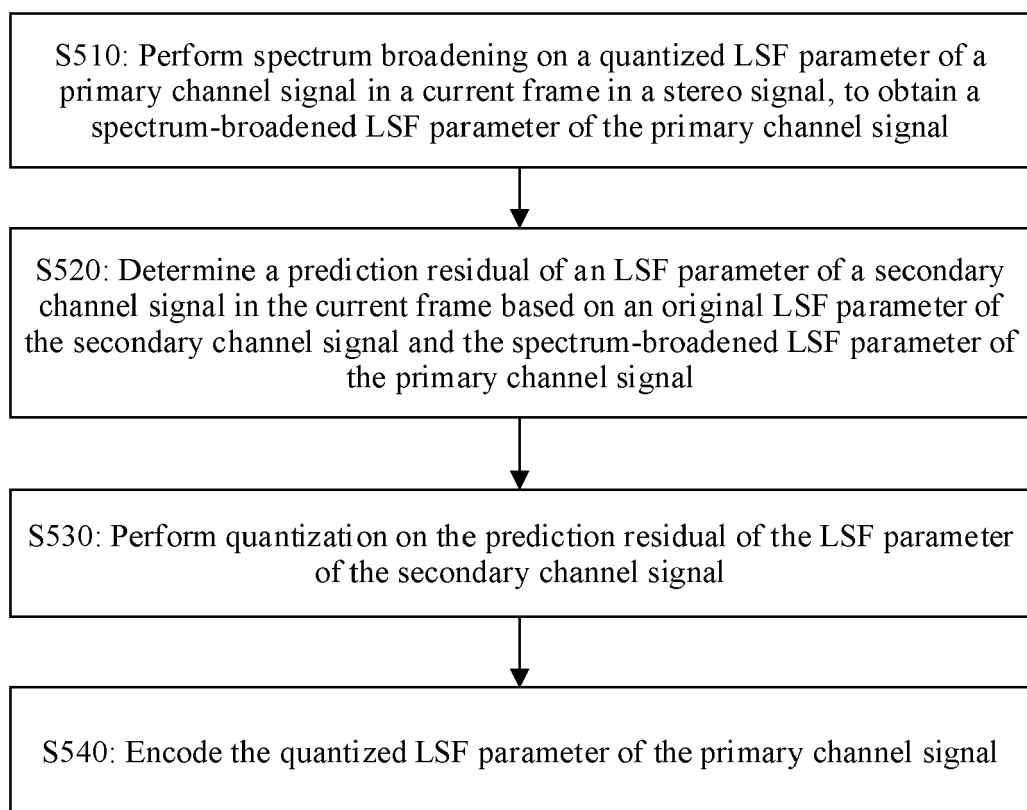 S510: Perform spectrum broadening on a quantized LSF parameter of a
primary channel signal in a current frame in a stereo signal, to obtain a
spectrum-broadened LSF parameter of the primary channel signal
S520: Determine a prediction residual of an LSF parameter of a secondary
channel signal in the current frame based on an original LSF parameter of
the secondary channel signal and the spectrum-broadened LSF parameter of
the primary channel signal
S530: Perform quantization on the prediction residual of the LSF parameter
of the secondary channel signal
S540: Encode the quantized LSF parameter of the primary channel signal